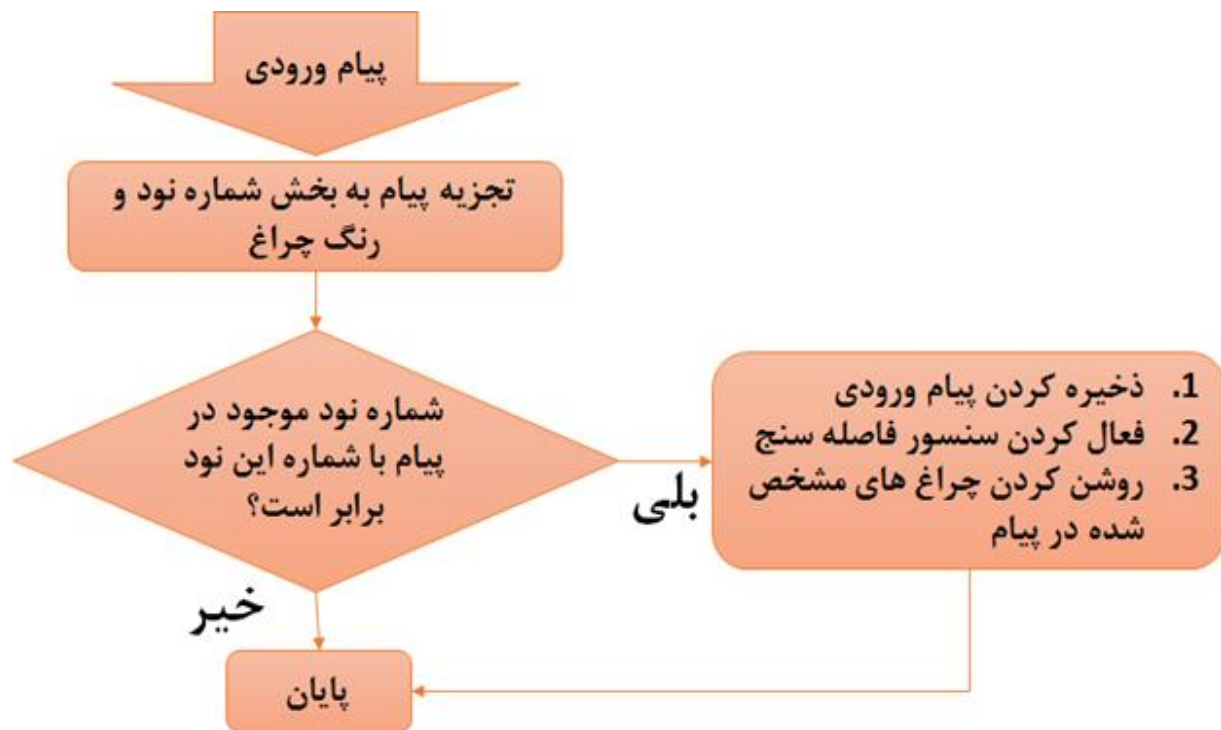 پیام ورودی
تجزیه پیام به بخش شماره نود و
رنگ چراغ
شماره نود موجود در
پیام با شماره این نود
برابر است؟
بلی
1. ذخیره کردن پیام ورودی
2. فعال کردن سنسور فاصله سنج
3. روشن کردن چراغ های مشخص
شده در پیام
خیر
پایان